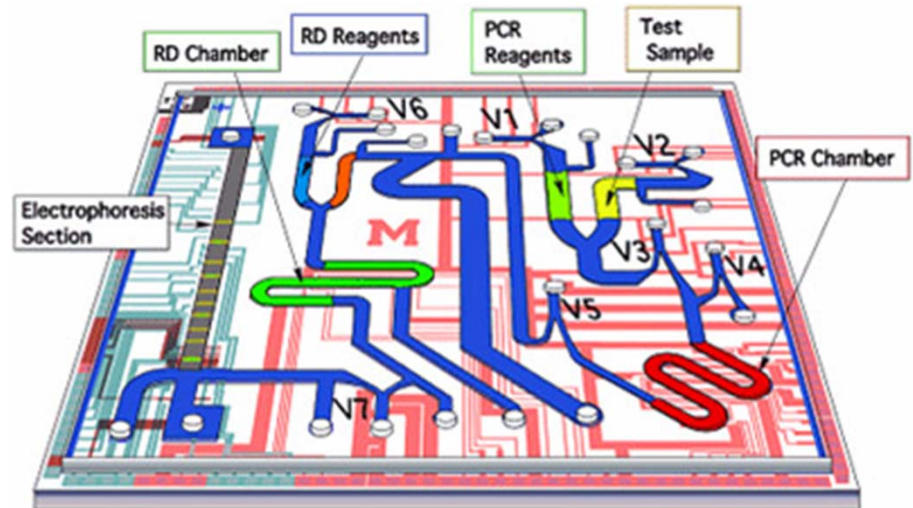 RD Chamber
RD Reagents
PCR
Reagents
Test
Sample
V6
V1
V2
PCR Chamber
Electrophoresis
Section
M
V3
V4
V5
V7